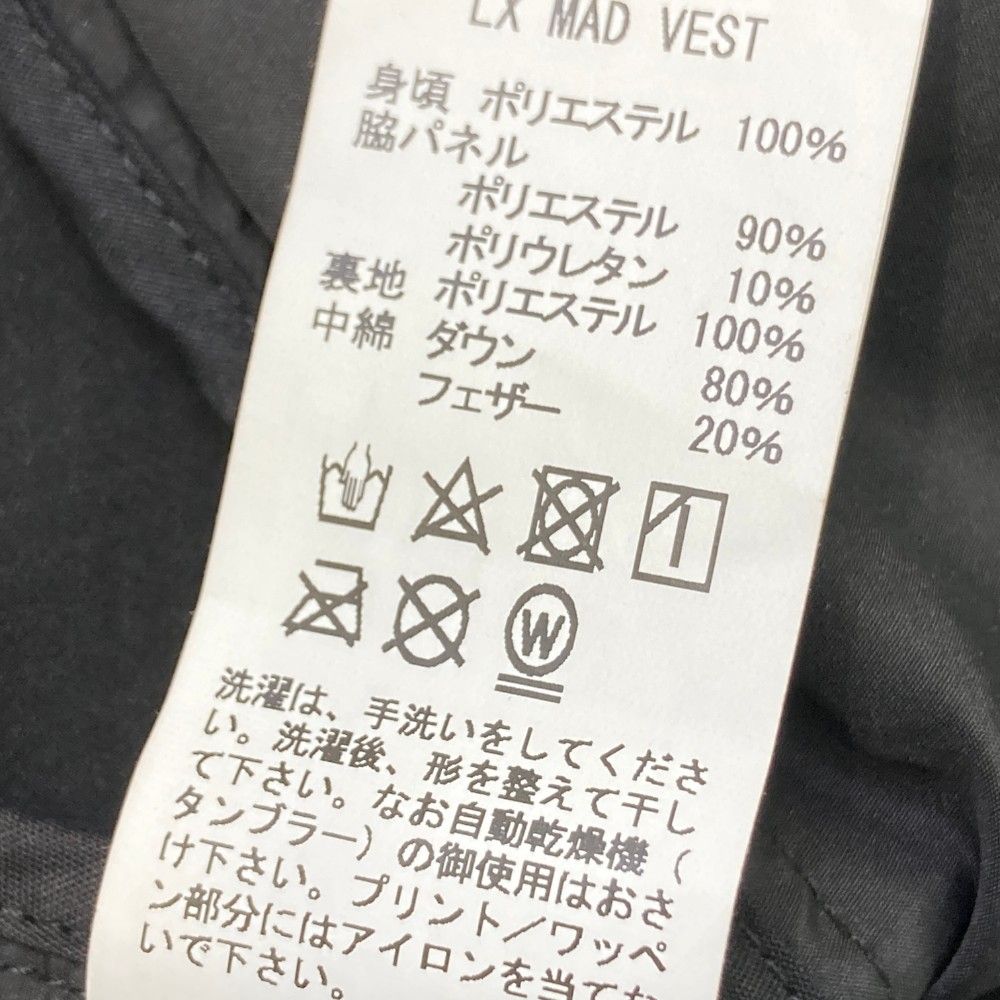 LX MAD VEST
身頃 ポリエステル 100%
脇パネル
ポリエステル 90%
ポリウレタン 10%
裏地 ポリエステル 100%
中綿 ダウン 80%
フェザー 20%
W
洗濯は、手洗いをしてくださ
い。洗濯後、形を整えて干し
て下さい。なお自動乾燥機(
タンブラー)の御使用はおさ
け下さい。プリント/ワッペ
ン部分にはアイロンを当てな
いで下さい。